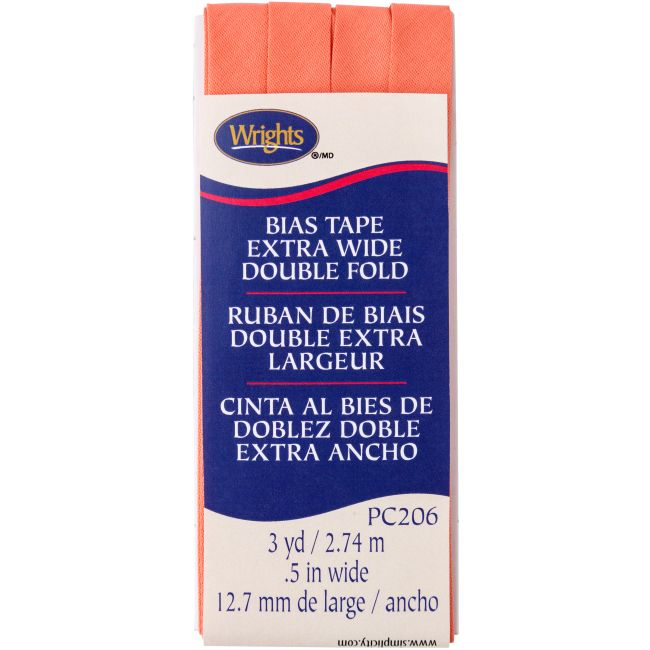 Wrights
®/MD
BIAS TAPE
EXTRA WIDE
DOUBLE FOLD
RUBAN DE BIAIS
DOUBLE EXTRA
LARGEUR
CINTA AL BIES DE
DOBLEZ DOBLE
EXTRA ANCHO
PC206
3 yd / 2.74 m
.5 in wide
12.7 mm de large / ancho
www.simplicity.com